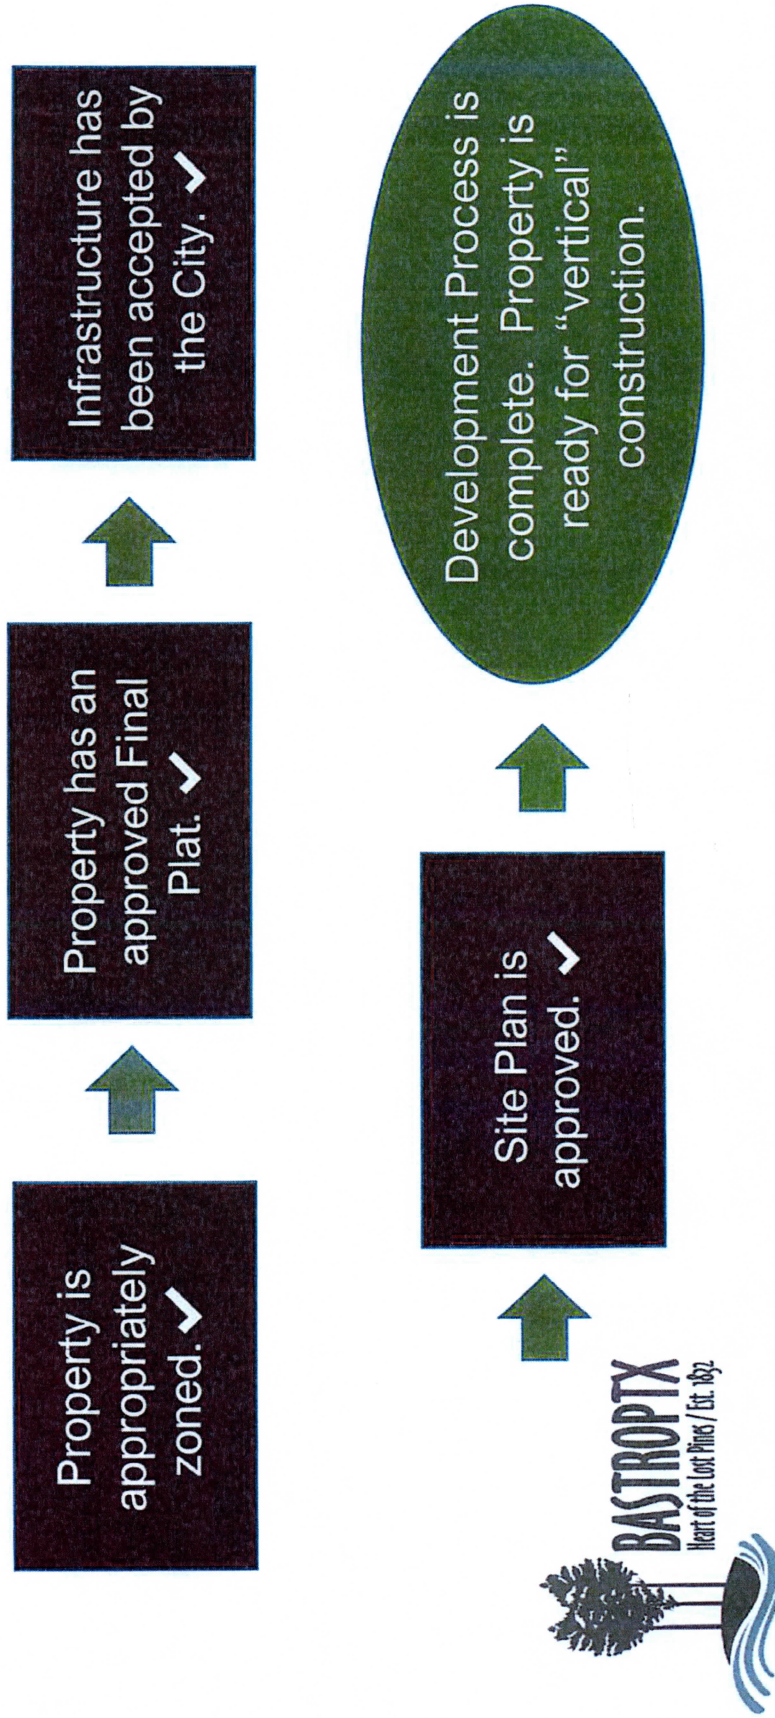 Property is
appropriately
zoned. ✔
Property has an
approved Final
Plat. ✔
Infrastructure has
been accepted by
the City. ✔
Site Plan is
approved. ✔
Development Process is
complete. Property is
ready for “vertical”
construction.
BASTROPTX
Heart of the Lost Pines / Est. 1832